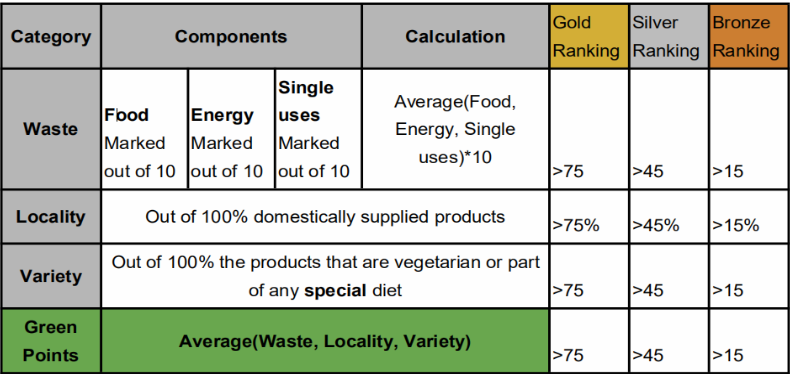 Category
Components
Calculation
Gold
Ranking
Silver
Ranking
Bronze
Ranking
Waste
Food
Marked
out of 10
Energy
Marked
out of 10
Single
uses
Marked
out of 10
Average(Food,
Energy, Single
uses)*10
>75
>45
>15
Locality
Out of 100% domestically supplied products
>75%
>45%
>15%
Variety
Out of 100% the products that are vegetarian or part
of any special diet
>75
>45
>15
Green
Points
Average(Waste, Locality, Variety)
>75
>45
>15